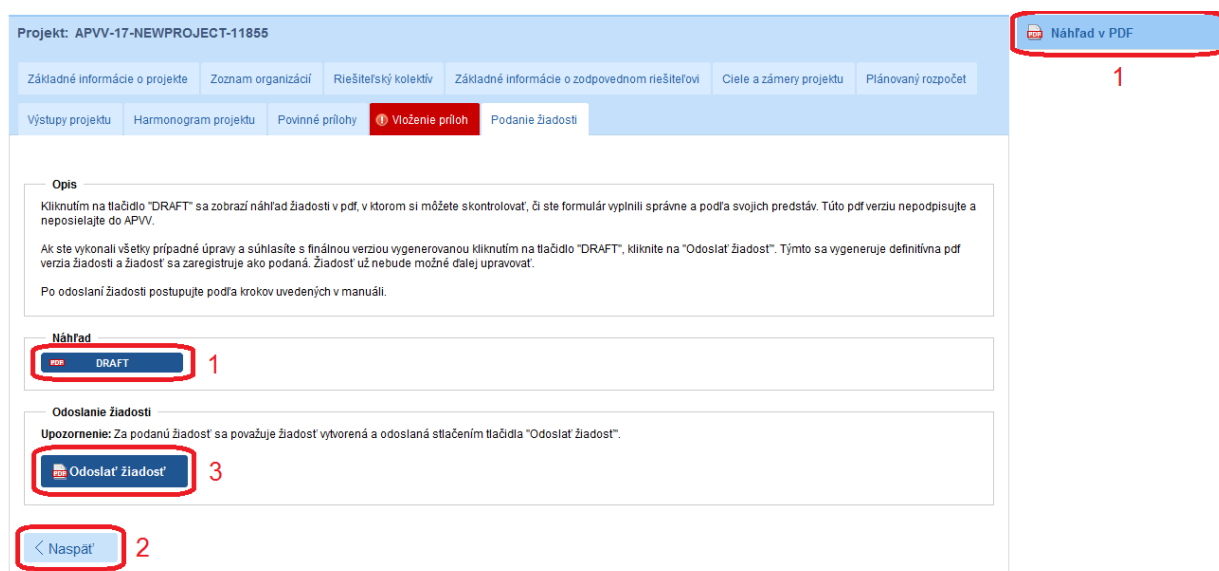 Projekt: APVV-17-NEWPROJECT-11855
Náhľad v PDF
1
Základné informácie o projekte Zoznam organizácií Riešiteľský kolektív Základné informácie o zodpovednom riešiteľovi Ciele a zámery projektu Plánovaný rozpočet
Výstupy projektu Harmonogram projektu Povinné prílohy Vloženie príloh Podanie žiadosti
Opis
Kliknutím na tlačidlo "DRAFT" sa zobrazí náhľad žiadosti v pdf, v ktorom si môžete skontrolovať, či ste formulár vyplnili správne a podľa svojich predstáv. Túto pdf verziu nepodpisujte a
neposielajte do APVV.
Ak ste vykonali všetky prípadné úpravy a súhlasíte s finálnou verziou vygenerovanou kliknutím na tlačidlo "DRAFT", kliknite na "Odoslať žiadosť". Týmto sa vygeneruje definitívna pdf
verzia žiadosti a žiadosť sa zaregistruje ako podaná. Žiadosť už nebude možné ďalej upravovať.
Po odoslaní žiadosti postupujte podľa krokov uvedených v manuáli.
Náhľad
PDF DRAFT 1
Odoslanie žiadosti
Upozornenie: Za podanú žiadosť sa považuje žiadosť vytvorená a odoslaná stlačením tlačidla "Odoslať žiadosť".
PDF Odoslať žiadosť 3
Naspäť 2